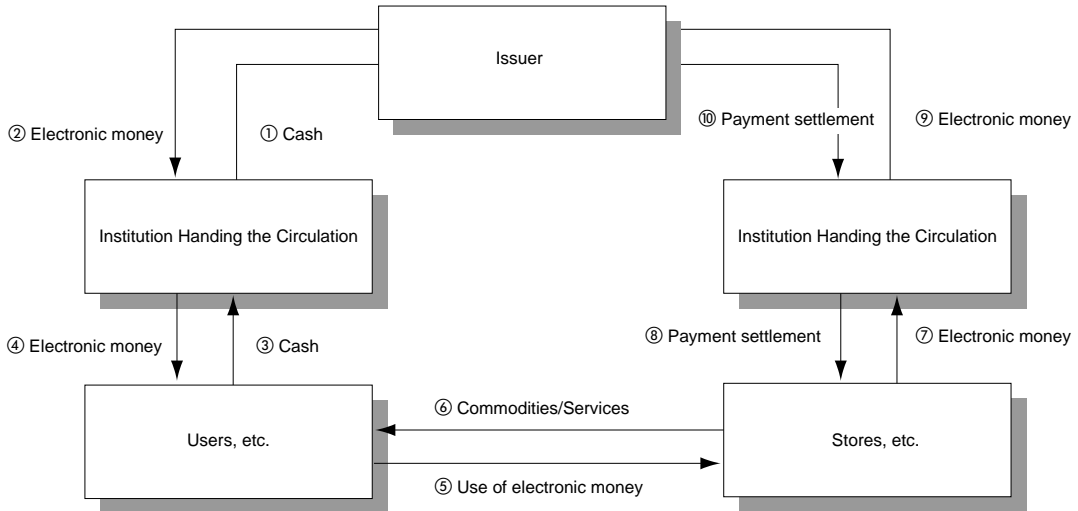 Issuer
② Electronic money
① Cash
⑩ Payment settlement
⑨ Electronic money
Institution Handing the Circulation
Institution Handing the Circulation
④ Electronic money
③ Cash
⑧ Payment settlement
⑦ Electronic money
⑥ Commodities/Services
Users, etc.
Stores, etc.
⑤ Use of electronic money